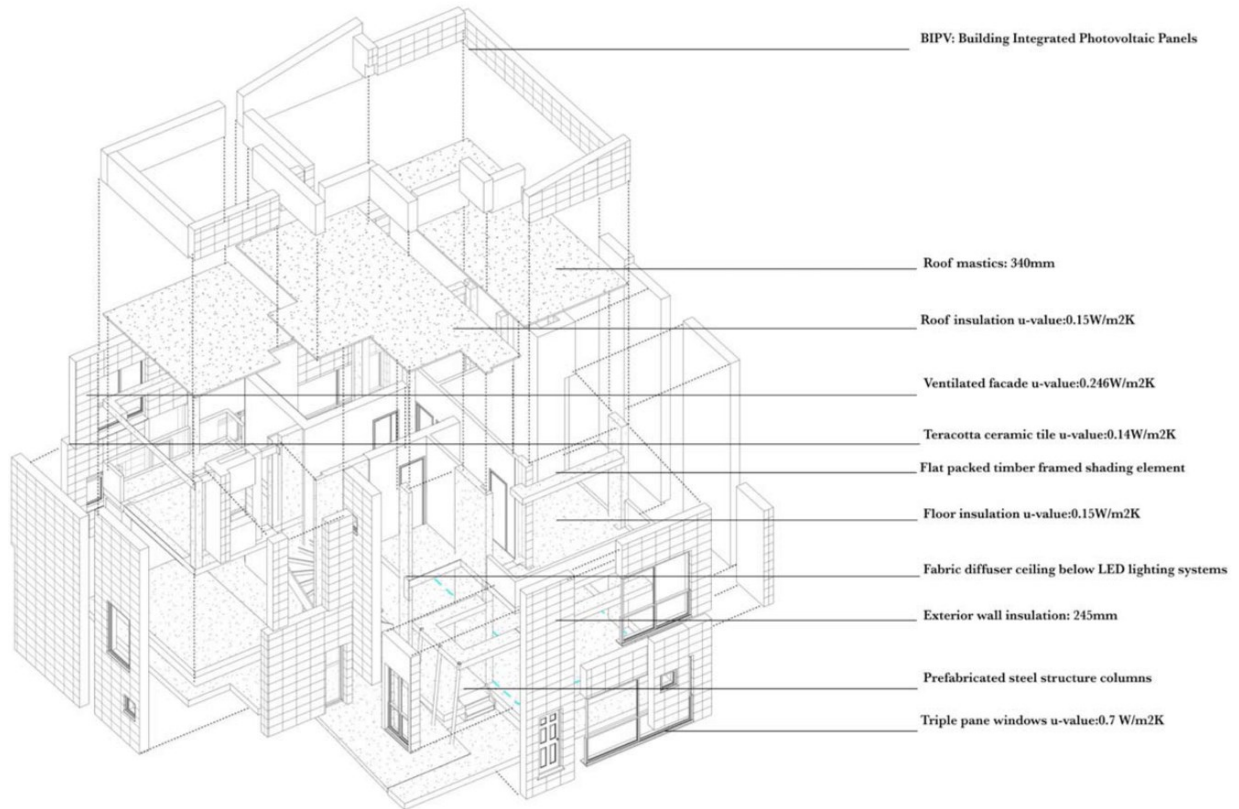 BIPV: Building Integrated Photovoltaic Panels
Roof mastics: 340mm
Roof insulation u-value:0.15W/m2K
Ventilated facade u-value:0.246W/m2K
Teracotta ceramic tile u-value:0.14W/m2K
Flat packed timber framed shading element
Floor insulation u-value:0.15W/m2K
Fabric diffuser ceiling below LED lighting systems
Exterior wall insulation: 245mm
Prefabricated steel structure columns
Triple pane windows u-value:0.7 W/m2K